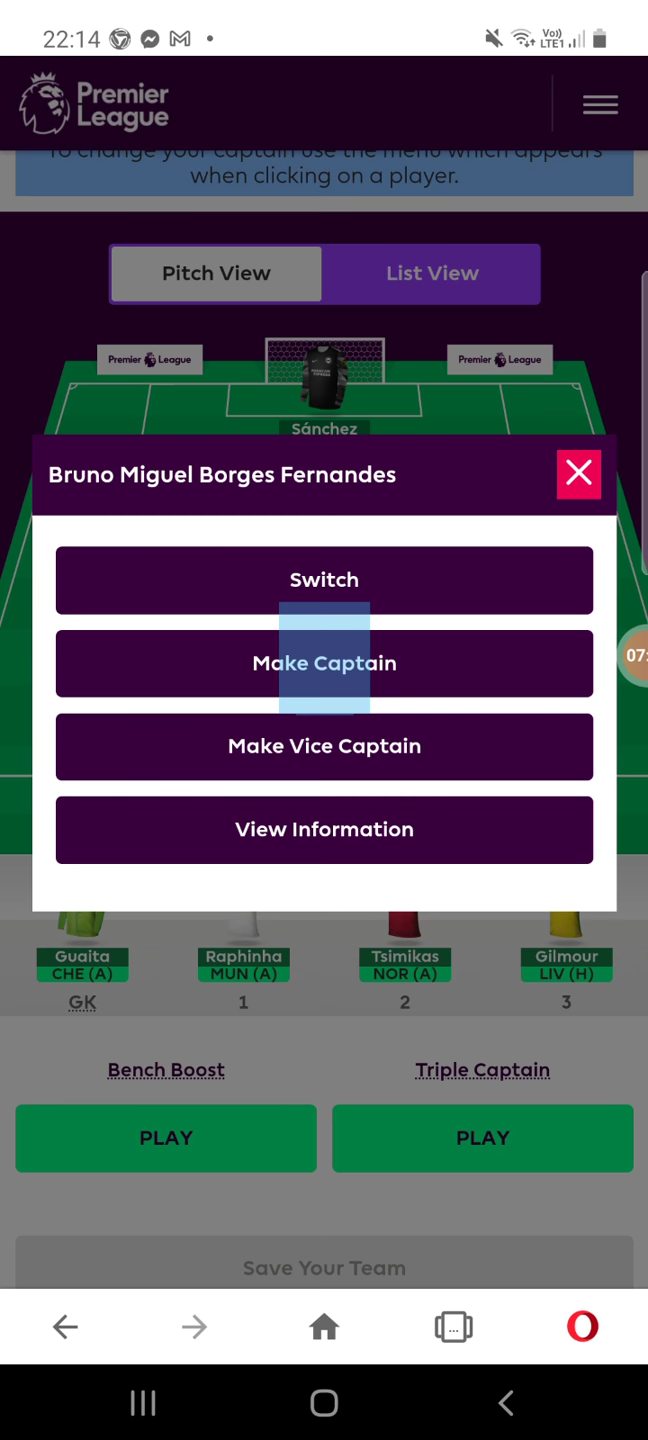 22:14
Vo))
LTE1
Premier
League
To change your captain use the menu which appears
when clicking on a player.
Pitch View
List View
Premier League
Premier League
Sánchez
Bruno Miguel Borges Fernandes
Switch
Make Captain
07:
Make Vice Captain
View Information
Guaita
Raphinha
Tsimikas
Gilmour
CHE (A)
MUN (A)
NOR (A)
LIV (H)
GK
1
2
3
Bench Boost
Triple Captain
PLAY
PLAY
Save Your Team